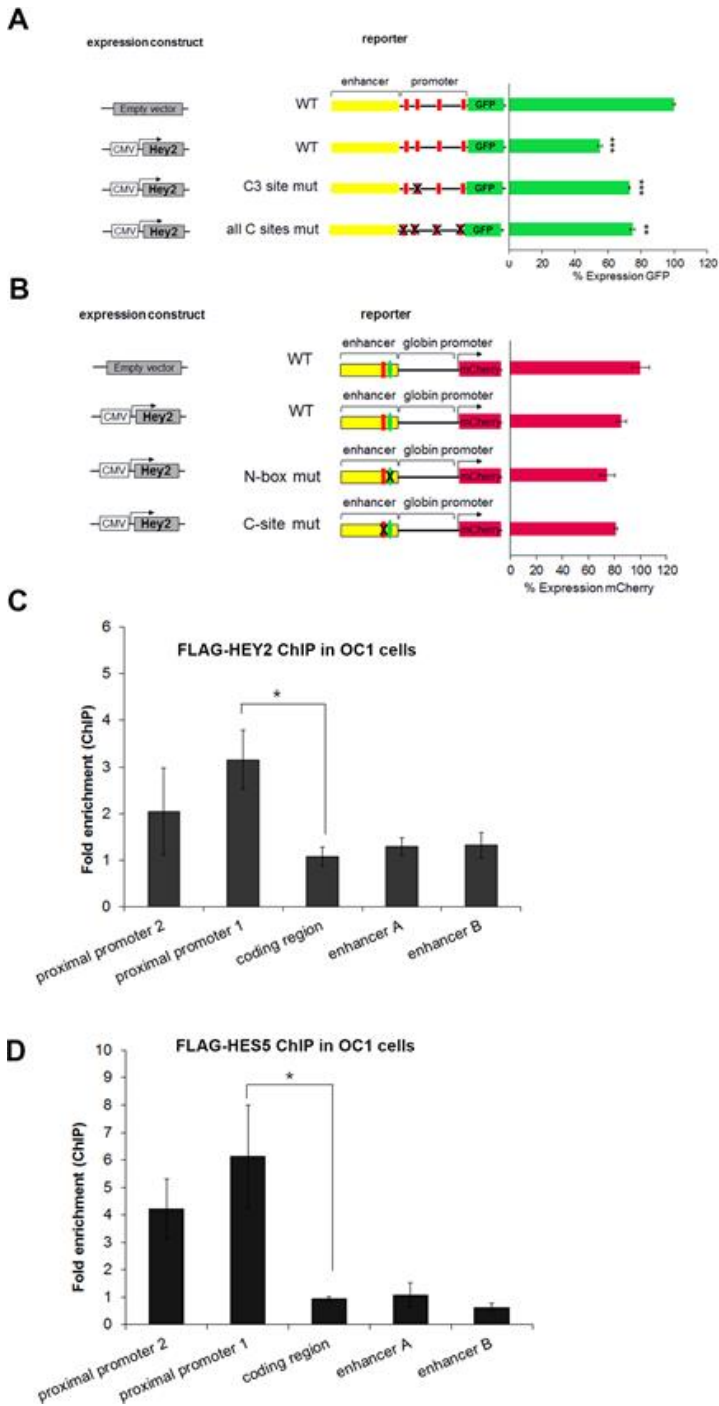 A
expression construct
reporter
enhancer promoter
Empty vector
WT
GFP
CMV Hey2
WT
GFP
***
CMV Hey2
C3 site mut
GFP
***
CMV Hey2
all C sites mut
GFP
**
0 20 40 60 80 100 120
% Expression GFP
B
expression construct
reporter
enhancer globin promoter
Empty vector
WT
mCherry
enhancer globin promoter
CMV Hey2
WT
mCherry
enhancer globin promoter
CMV Hey2
N-box mut
mCherry
enhancer globin promoter
CMV Hey2
C-site mut
mCherry
0 20 40 60 80 100 120
% Expression mCherry
C
FLAG-HEY2 ChIP in OC1 cells
Fold enrichment (ChIP)
6
5
4
3
2
1
0
*
proximal promoter 2
proximal promoter 1
coding region
enhancer A
enhancer B
D
FLAG-HES5 ChIP in OC1 cells
Fold enrichment (ChIP)
10
9
8
7
6
5
4
3
2
1
0
*
proximal promoter 2
proximal promoter 1
coding region
enhancer A
enhancer B